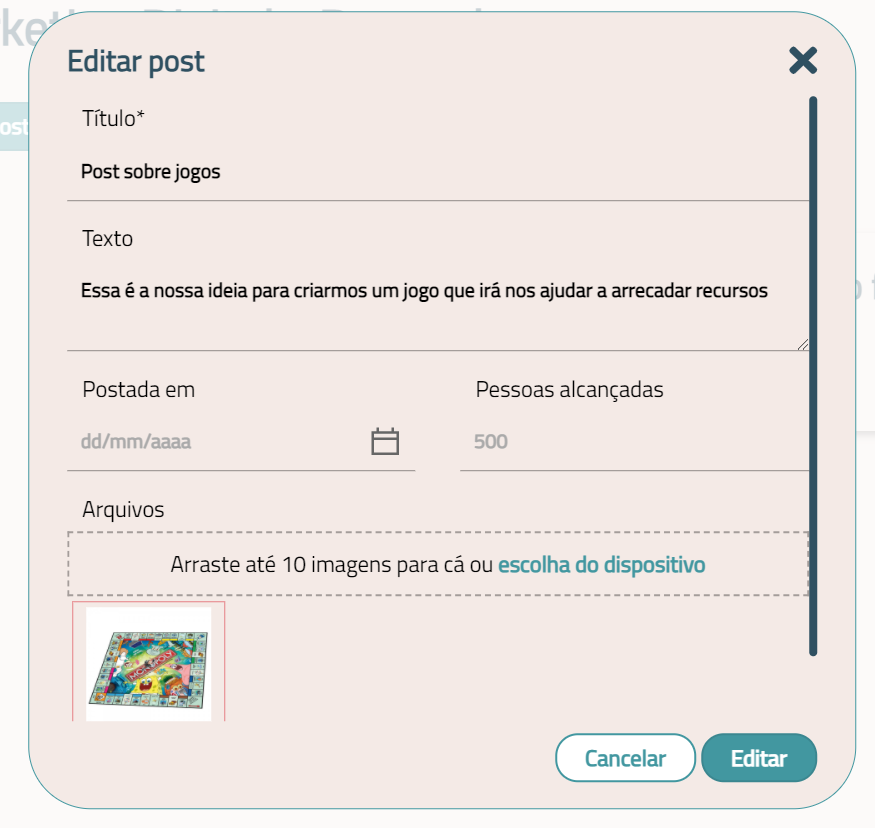 Editar post
Título*
Post sobre jogos
Texto
Essa é a nossa ideia para criarmos um jogo que irá nos ajudar a arrecadar recursos
Postada em
Pessoas alcançadas
dd/mm/aaaa
500
Arquivos
Arraste até 10 imagens para cá ou escolha do dispositivo
MONOPOLY
Cancelar
Editar